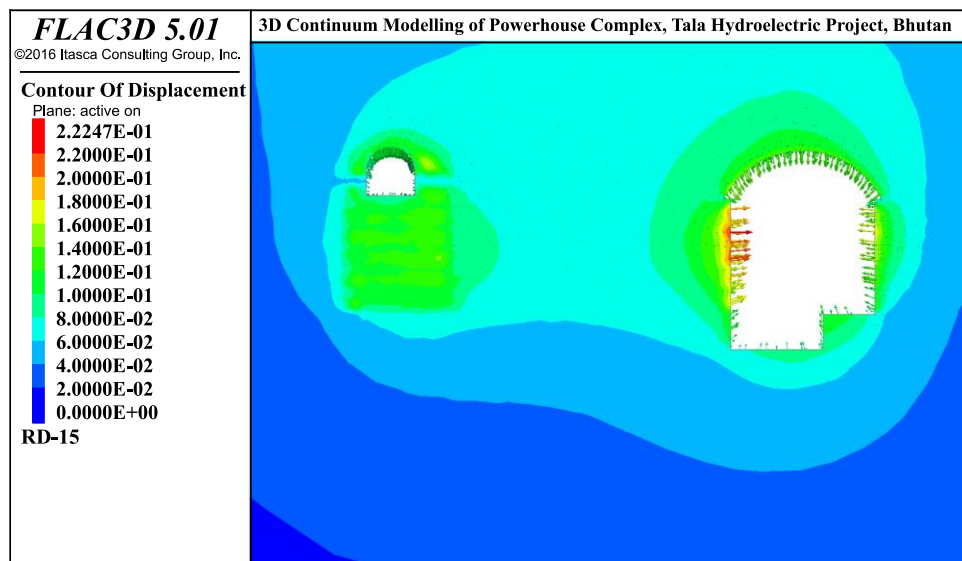 FLAC3D 5.01
©2016 Itasca Consulting Group, Inc.
3D Continuum Modelling of Powerhouse Complex, Tala Hydroelectric Project, Bhutan
Contour Of Displacement
Plane: active on
2.2247E-01
2.2000E-01
2.0000E-01
1.8000E-01
1.6000E-01
1.4000E-01
1.2000E-01
1.0000E-01
8.0000E-02
6.0000E-02
4.0000E-02
2.0000E-02
0.0000E+00
RD-15